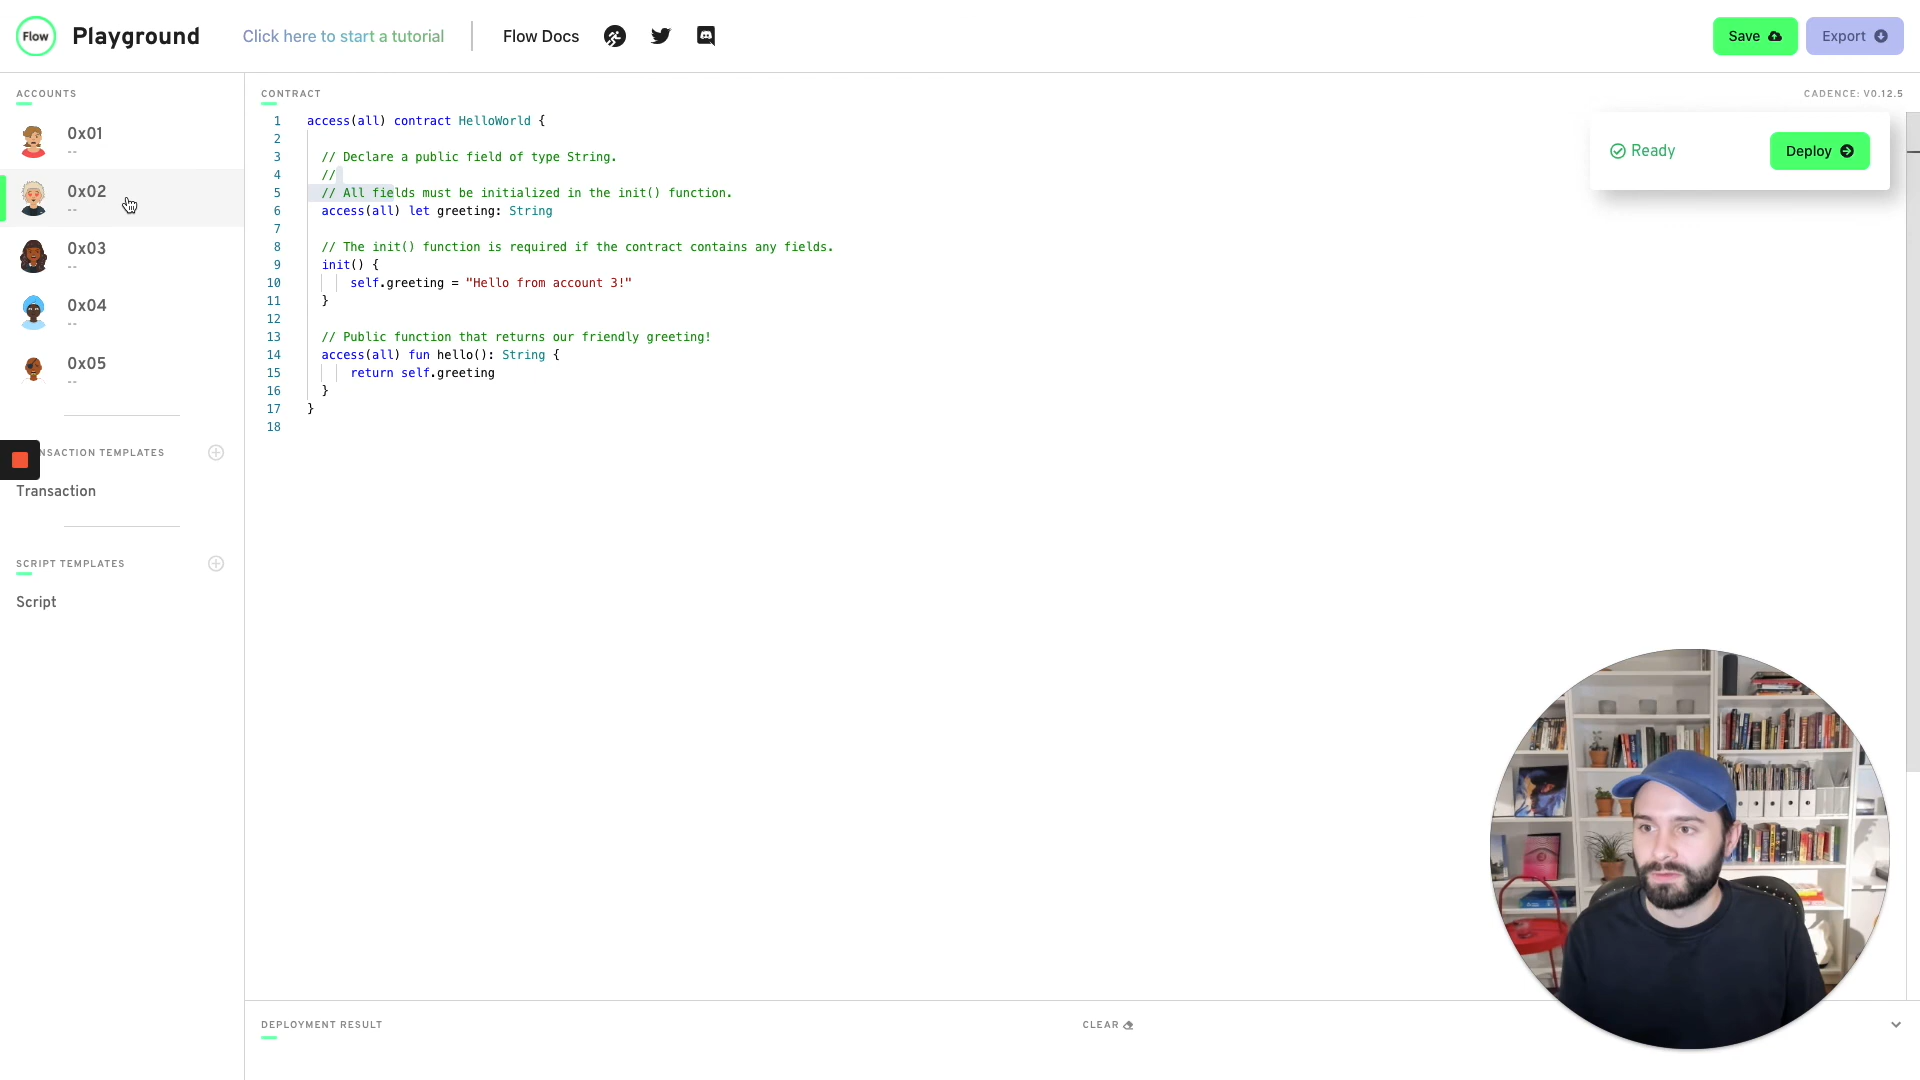 Flow
Playground
Click here to start a tutorial
Flow Docs
Save
Export
ACCOUNTS
0x01
--
0x02
--
0x03
--
0x04
--
0x05
--
NSACTION TEMPLATES
Transaction
SCRIPT TEMPLATES
Script
CONTRACT
CADENCE: V0.12.5
Ready
Deploy
1 access(all) contract HelloWorld {
2
3 // Declare a public field of type String.
4 //
5 // All fields must be initialized in the init() function.
6 access(all) let greeting: String
7
8 // The init() function is required if the contract contains any fields.
9 init() {
10 self.greeting = "Hello from account 3!"
11 }
12
13 // Public function that returns our friendly greeting!
14 access(all) fun hello(): String {
15 return self.greeting
16 }
17 }
18
DEPLOYMENT RESULT
CLEAR